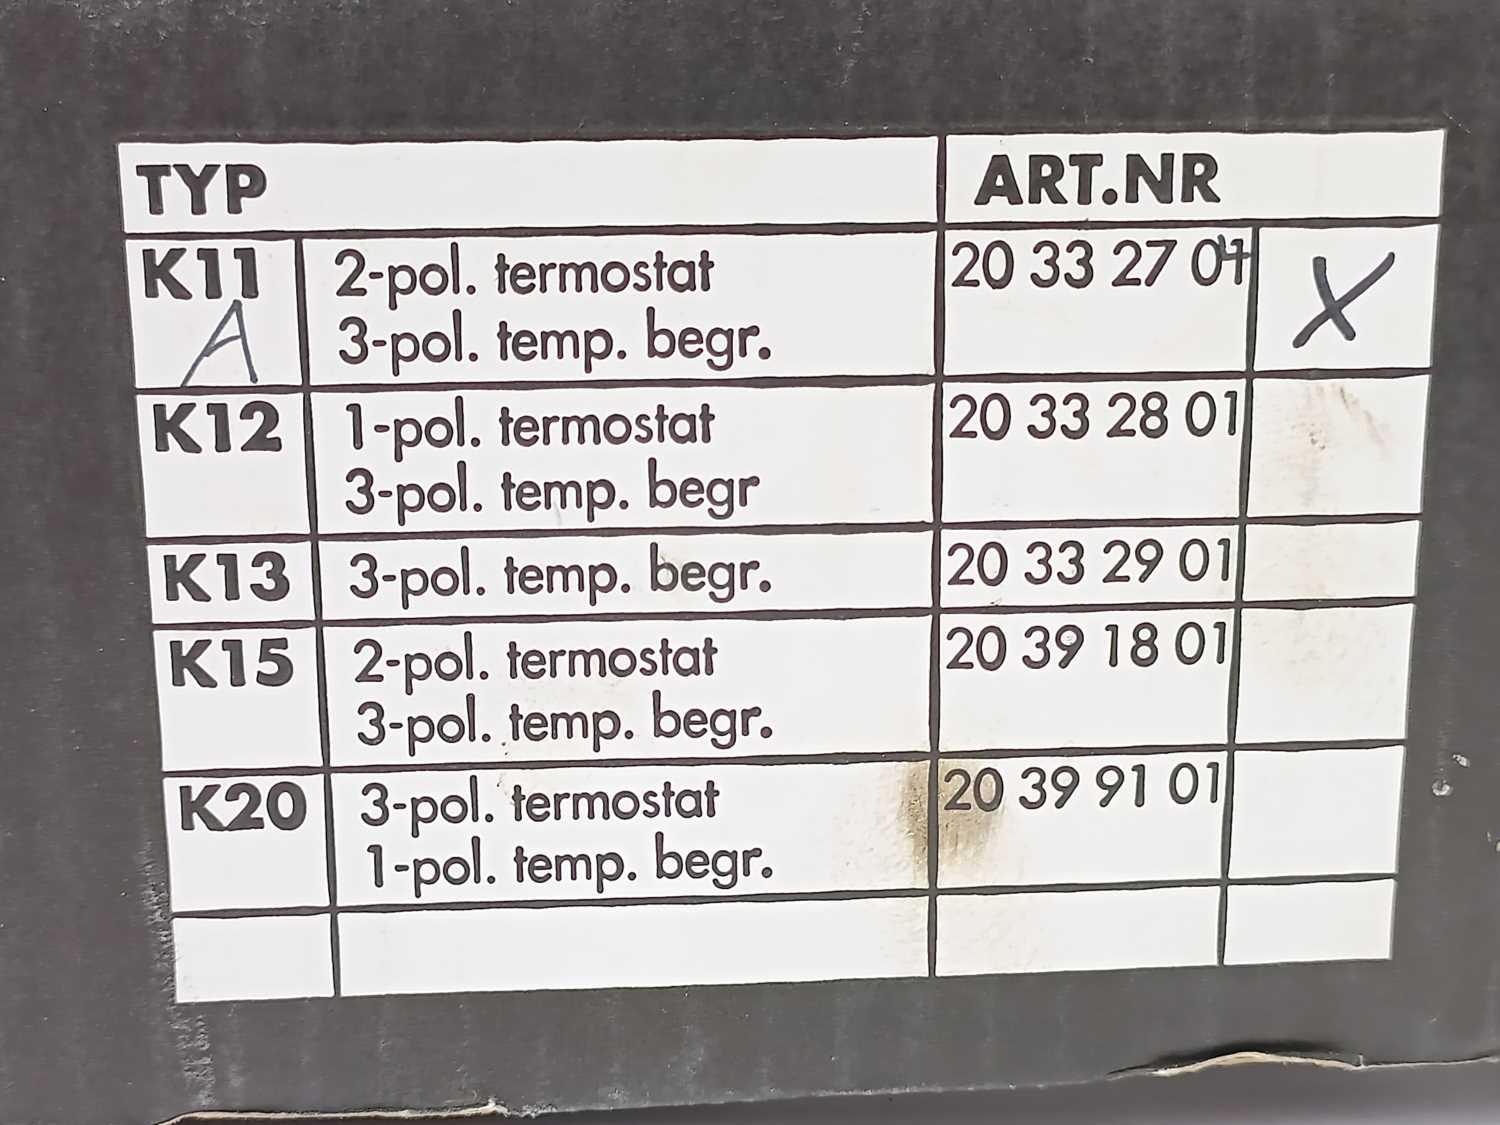 TYP ART.NR
K11 2-pol. termostat 20 33 27 04 X
A 3-pol. temp. begr.
K12 1-pol. termostat 20 33 28 01
3-pol. temp. begr
K13 3-pol. temp. begr. 20 33 29 01
K15 2-pol. termostat 20 39 18 01
3-pol. temp. begr.
K20 3-pol. termostat 20 39 91 01
1-pol. temp. begr.